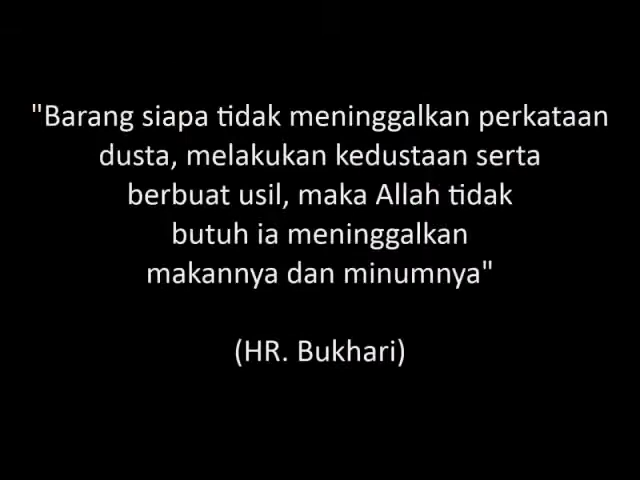 "Barang siapa tidak meninggalkan perkataan
dusta, melakukan kedustaan serta
berbuat usil, maka Allah tidak
butuh ia meninggalkan
makannya dan minumnya"
(HR. Bukhari)